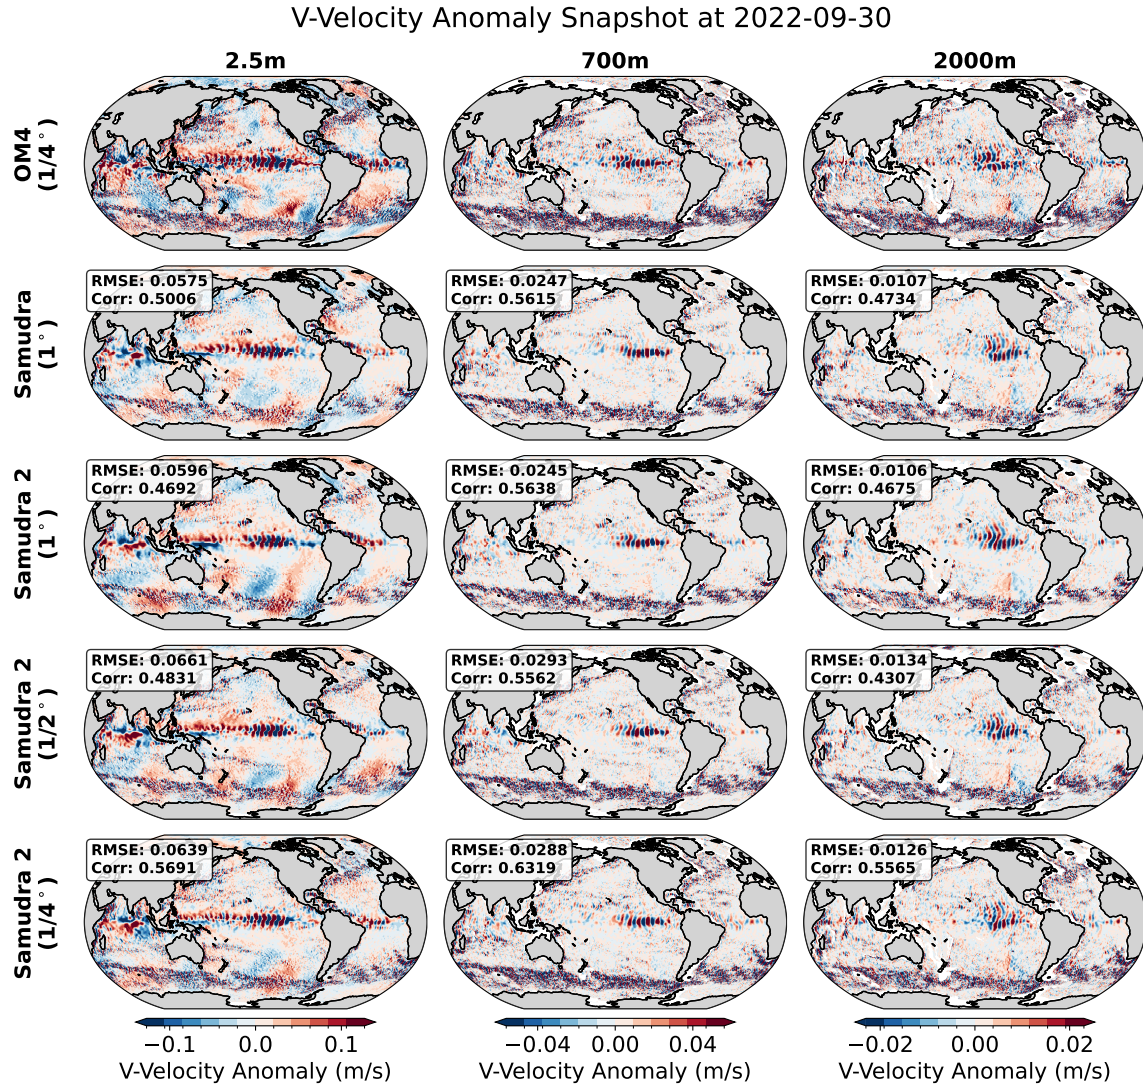 V-Velocity Anomaly Snapshot at 2022-09-30
2.5m
700m
2000m
OM4
(1/4°)
Samudra
(1°)
RMSE: 0.0575
Corr: 0.5006
RMSE: 0.0247
Corr: 0.5615
RMSE: 0.0107
Corr: 0.4734
Samudra 2
(1°)
RMSE: 0.0596
Corr: 0.4692
RMSE: 0.0245
Corr: 0.5638
RMSE: 0.0106
Corr: 0.4675
Samudra 2
(1/2°)
RMSE: 0.0661
Corr: 0.4831
RMSE: 0.0293
Corr: 0.5562
RMSE: 0.0134
Corr: 0.4307
Samudra 2
(1/4°)
RMSE: 0.0639
Corr: 0.5691
RMSE: 0.0288
Corr: 0.6319
RMSE: 0.0126
Corr: 0.5565
−0.1 0.0 0.1
V-Velocity Anomaly (m/s)
−0.04 0.00 0.04
V-Velocity Anomaly (m/s)
−0.02 0.00 0.02
V-Velocity Anomaly (m/s)